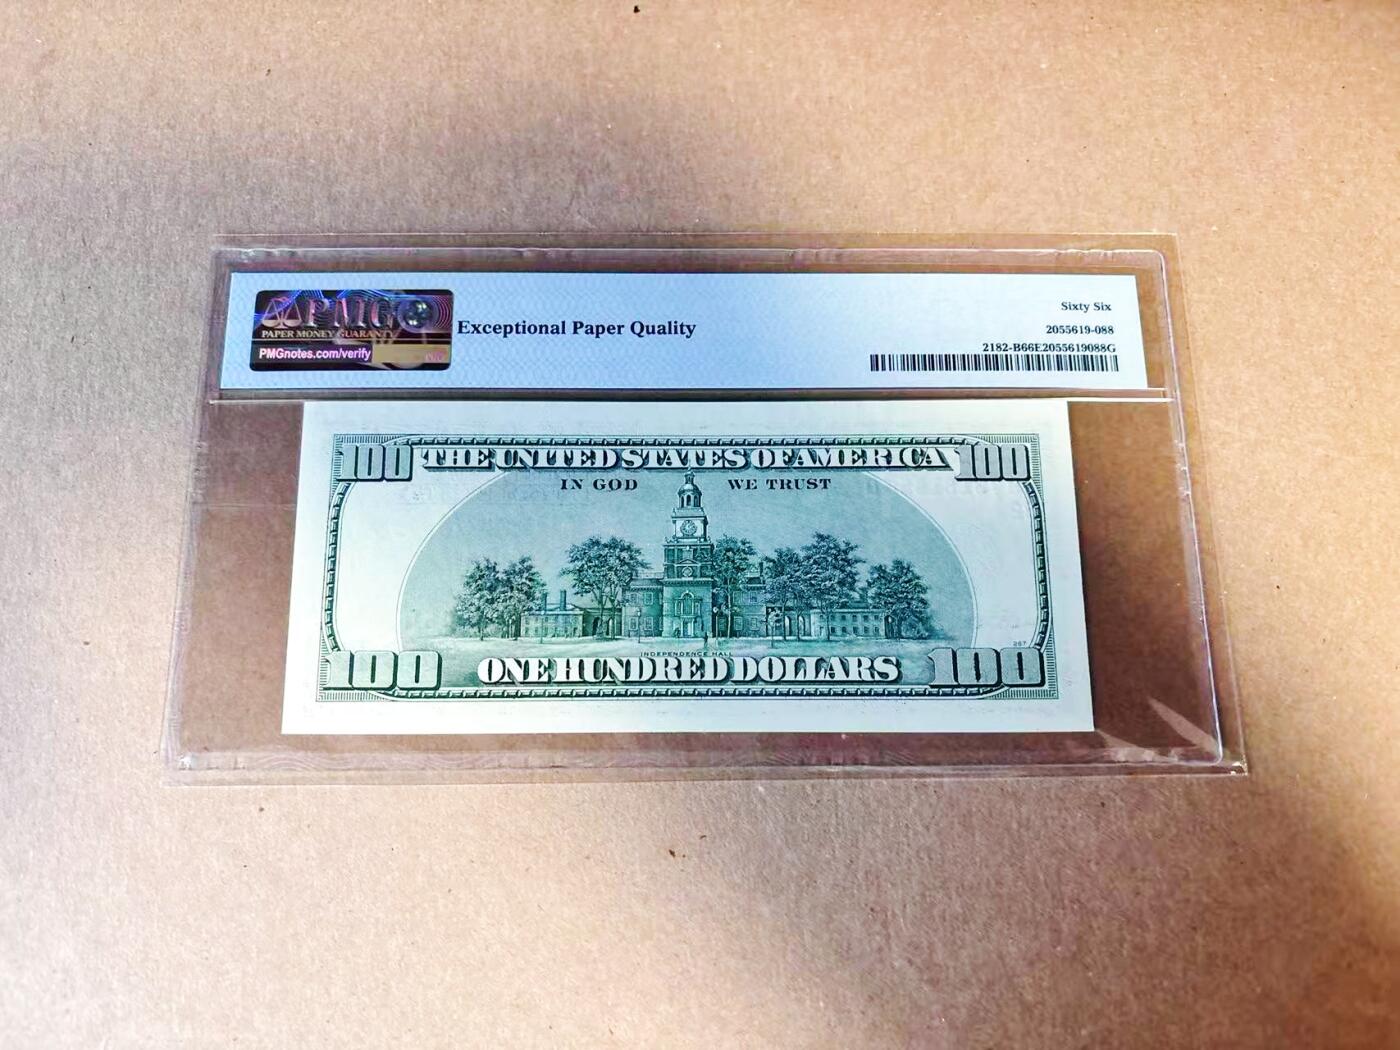 PMG
PAPER MONEY GUARANTY
PMGnotes.com/verify
Exceptional Paper Quality
Sixty Six
2055619-088
2182-B66E2055619088G
100 THE UNITED STATES OF AMERICA 100
IN GOD WE TRUST
267
INDEPENDENCE HALL
100 ONE HUNDRED DOLLARS 100